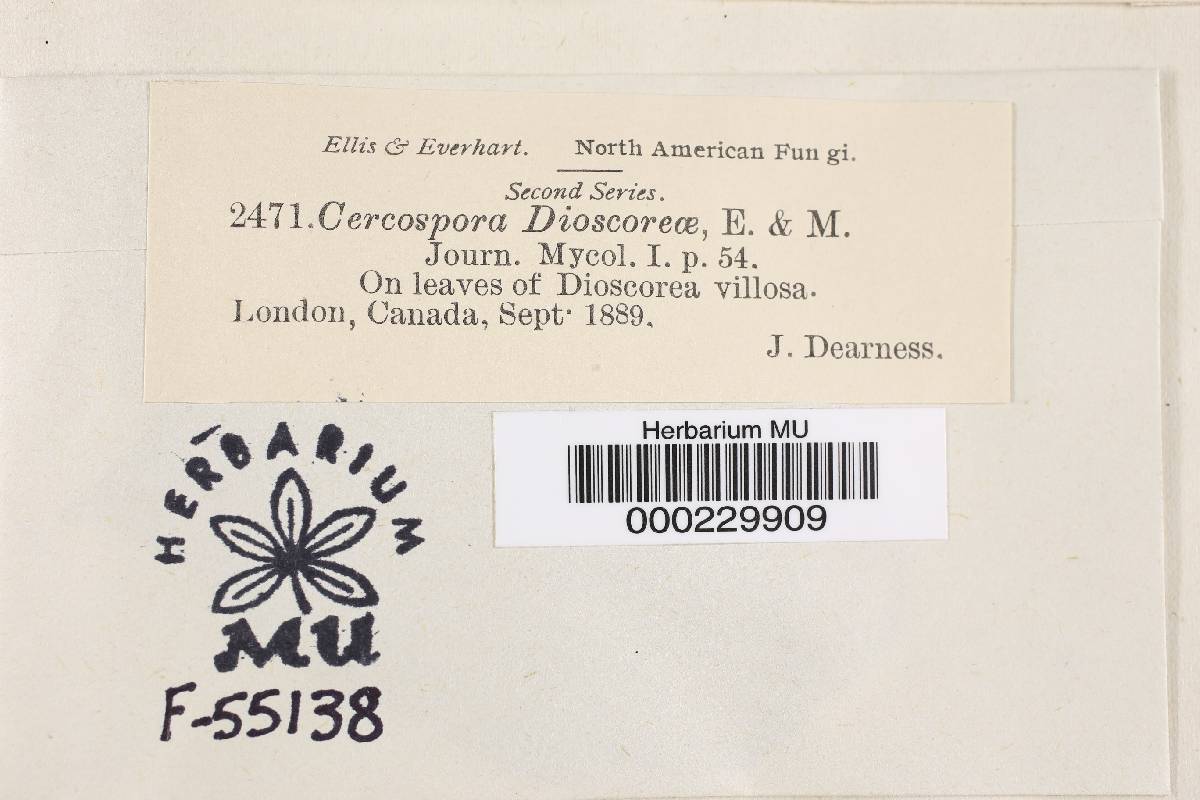 Ellis & Everhart. North American Fun gi.
Second Series.
2471. Cercospora Dioscoreæ, E. & M.
Journ. Mycol. I. p. 54.
On leaves of Dioscorea villosa.
London, Canada, Sept. 1889.
J. Dearness.
HERBARIUM
MU
F-55138
Herbarium MU
000229909